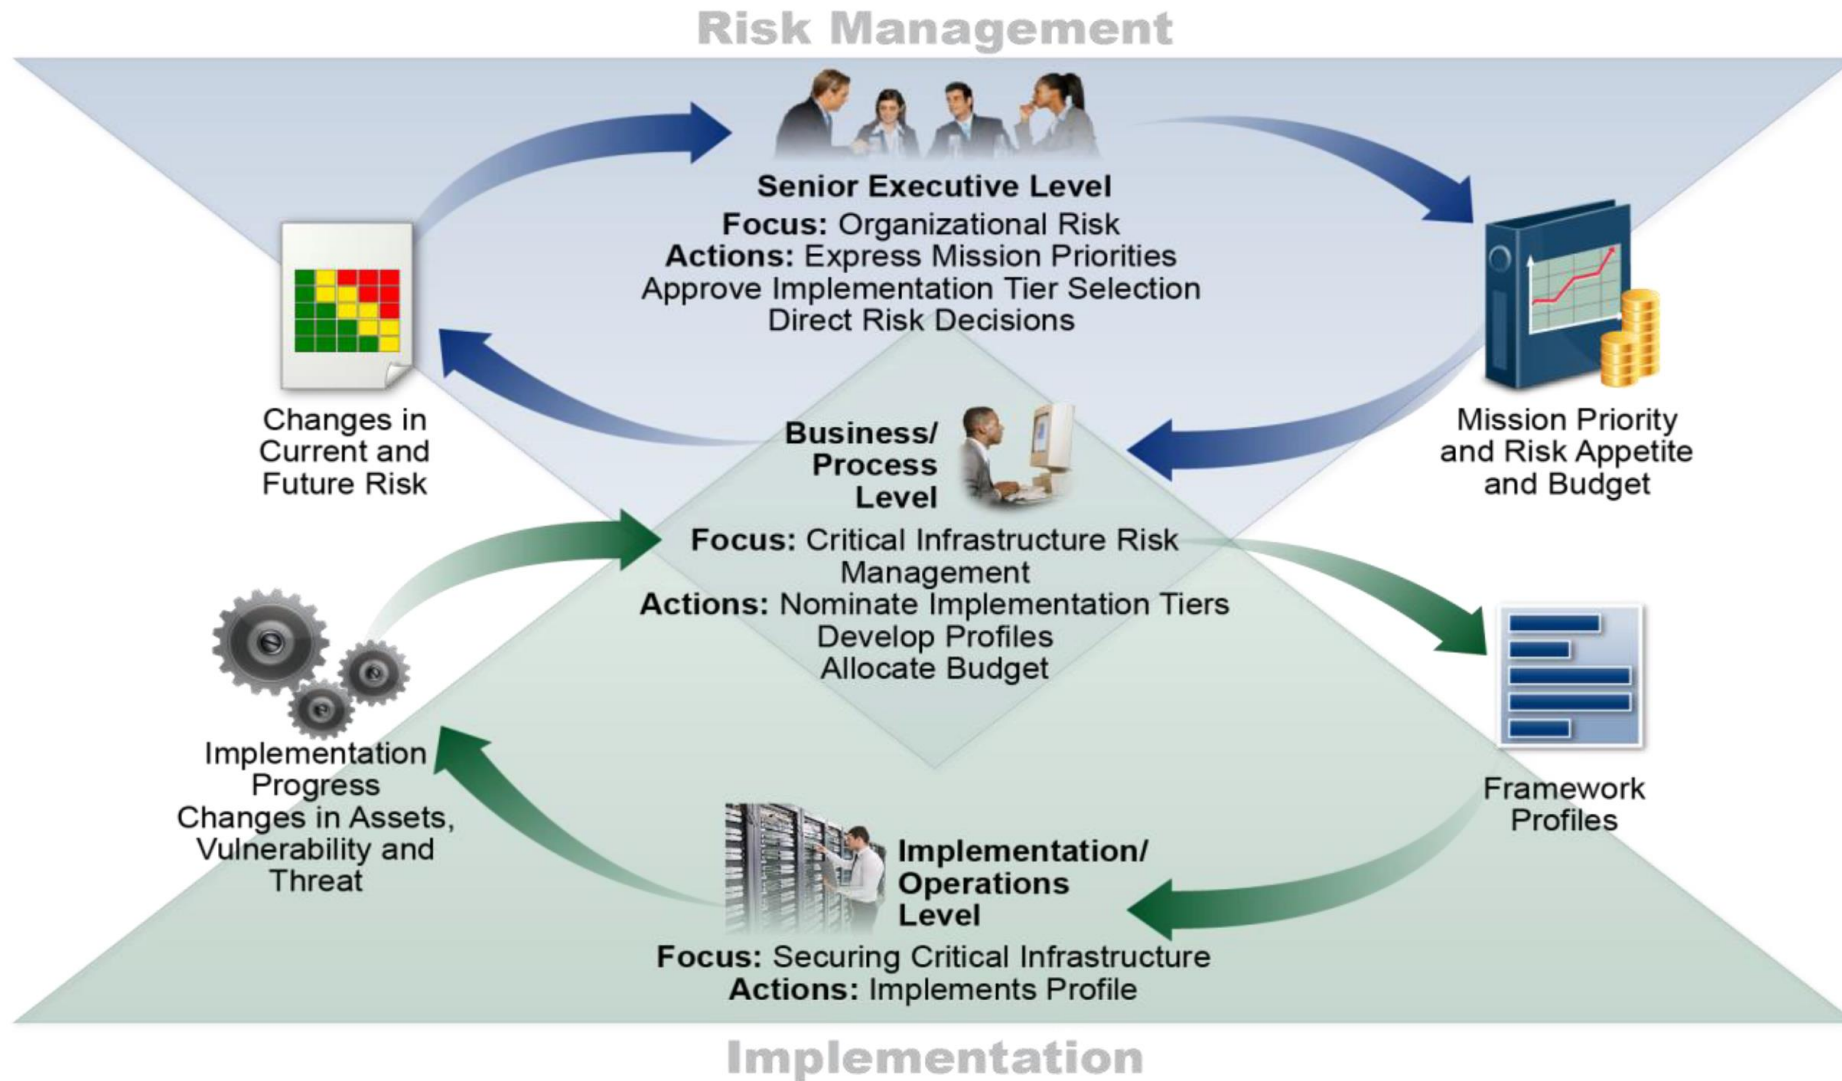 Risk Management
Senior Executive Level
Focus: Organizational Risk
Actions: Express Mission Priorities
Approve Implementation Tier Selection
Direct Risk Decisions
Changes in
Current and
Future Risk
Mission Priority
and Risk Appetite
and Budget
Business/
Process
Level
Focus: Critical Infrastructure Risk
Management
Actions: Nominate Implementation Tiers
Develop Profiles
Allocate Budget
Implementation
Progress
Changes in Assets,
Vulnerability and
Threat
Framework
Profiles
Implementation/
Operations
Level
Focus: Securing Critical Infrastructure
Actions: Implements Profile
Implementation